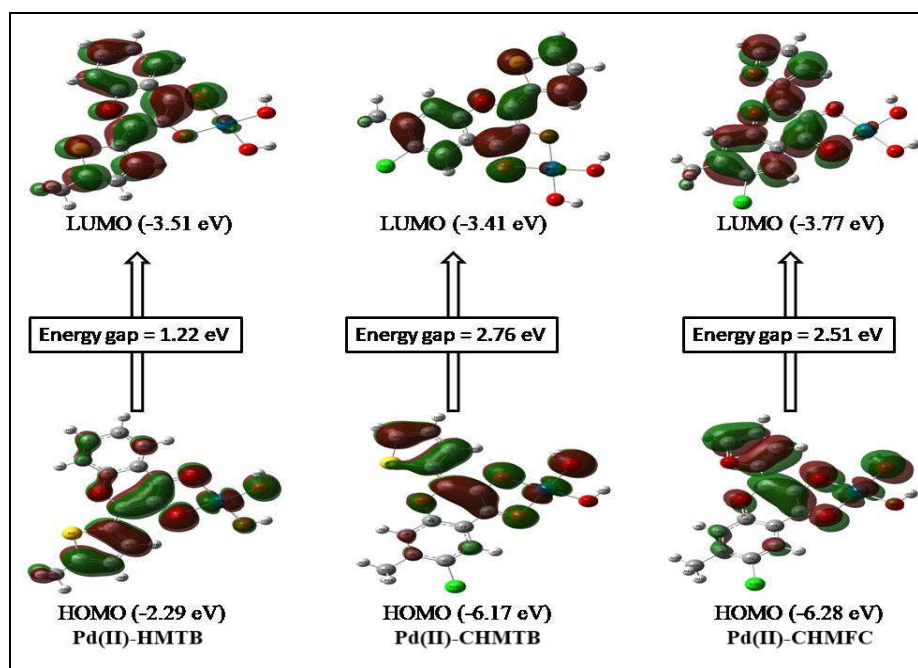 LUMO (-3.51 eV)
LUMO (-3.41 eV)
LUMO (-3.77 eV)
Energy gap = 1.22 eV
Energy gap = 2.76 eV
Energy gap = 2.51 eV
HOMO (-2.29 eV)
HOMO (-6.17 eV)
HOMO (-6.28 eV)
Pd(II)-HMTB
Pd(II)-CHMTB
Pd(II)-CHMFC